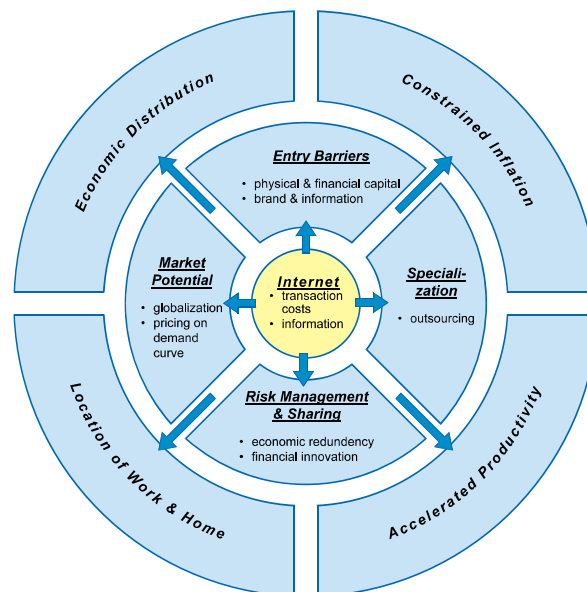 Economic Distribution
Constrained Inflation
Entry Barriers
• physical & financial capital
• brand & information
Market
Potential
• globalization
• pricing on
demand
curve
Internet
• transaction
costs
• information
Speciali-
zation
• outsourcing
Risk Management
& Sharing
• economic redundency
• financial innovation
Location of Work & Home
Accelerated Productivity